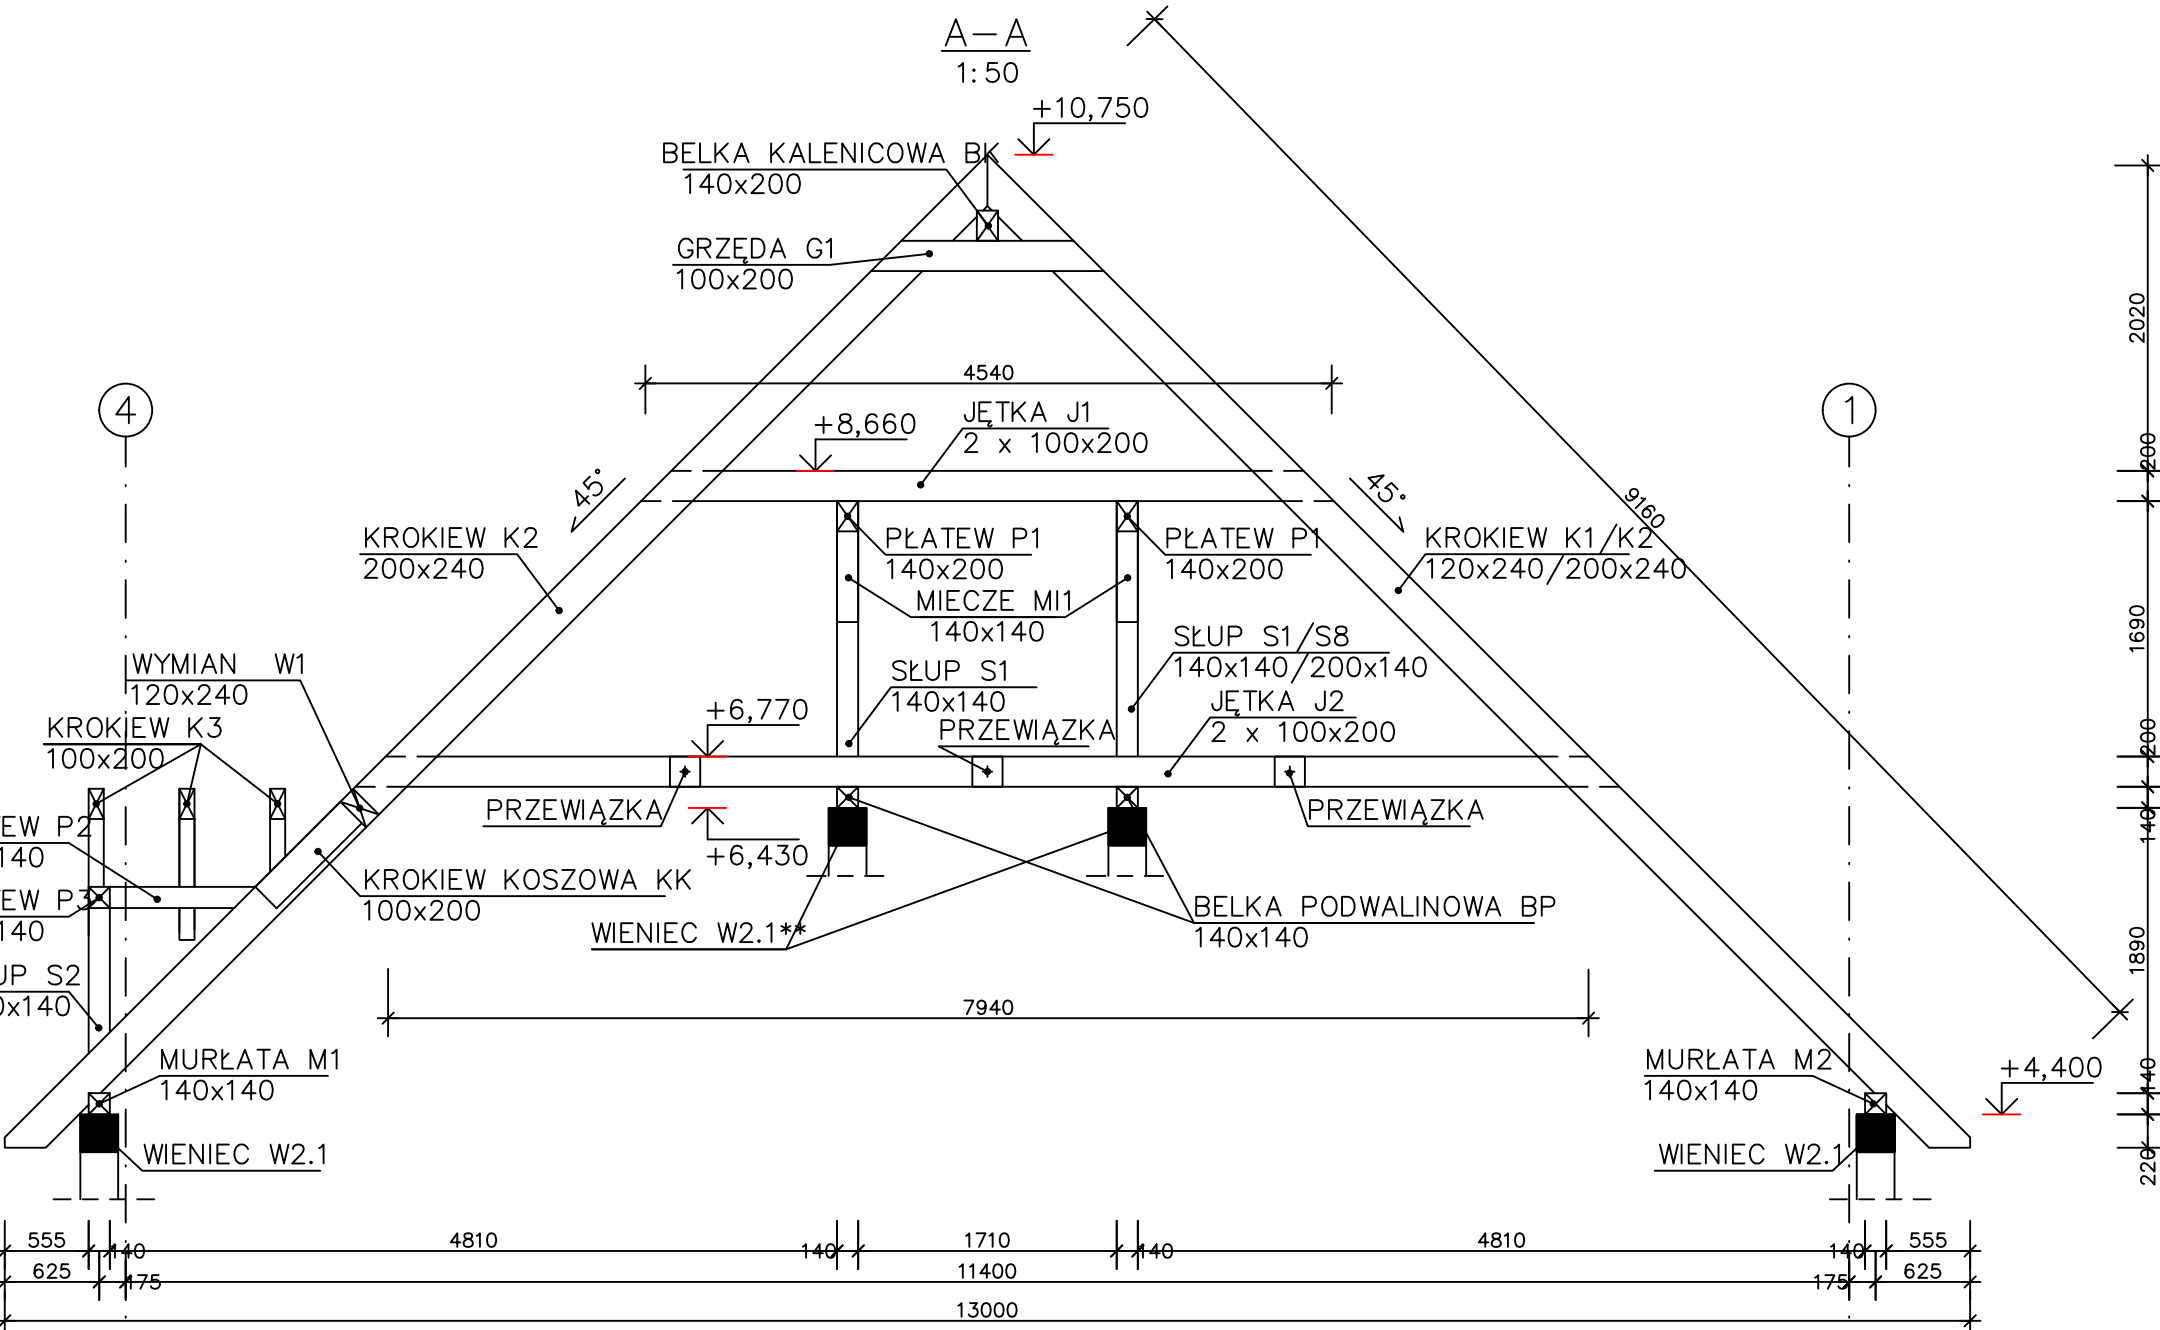 A-A
1:50
+10,750
BELKA KALENICOWA BK
140x200
GRZĘDA G1
100x200
2020
4540
4
1
JĘTKA J1
2 x 100x200
+8,660
200
45°
45°
9160
KROKIEW K2
200x240
PŁATEW P1
140x200
PŁATEW P1
140x200
KROKIEW K1/K2
120x240/200x240
MIECZE MI1
140x140
1690
SŁUP S1/S8
140x140/200x140
WYMIAN W1
120x240
SŁUP S1
140x140
JĘTKA J2
2 x 100x200
+6,770
PRZEWIĄZKA
KROKIEW K3
100x200
200
PRZEWIĄZKA
PRZEWIĄZKA
140
TEW P2
140
+6,430
KROKIEW KOSZOWA KK
100x200
TEW P3
140
BELKA PODWALINOWA BP
140x140
WIENIEC W2.1**
1890
UP S2
0x140
7940
MURŁATA M1
140x140
MURŁATA M2
140x140
+4,400
140
WIENIEC W2.1
WIENIEC W2.1
220
555 140 4810 140 1710 140 4810 140 555
625 175 11400 175 625
13000